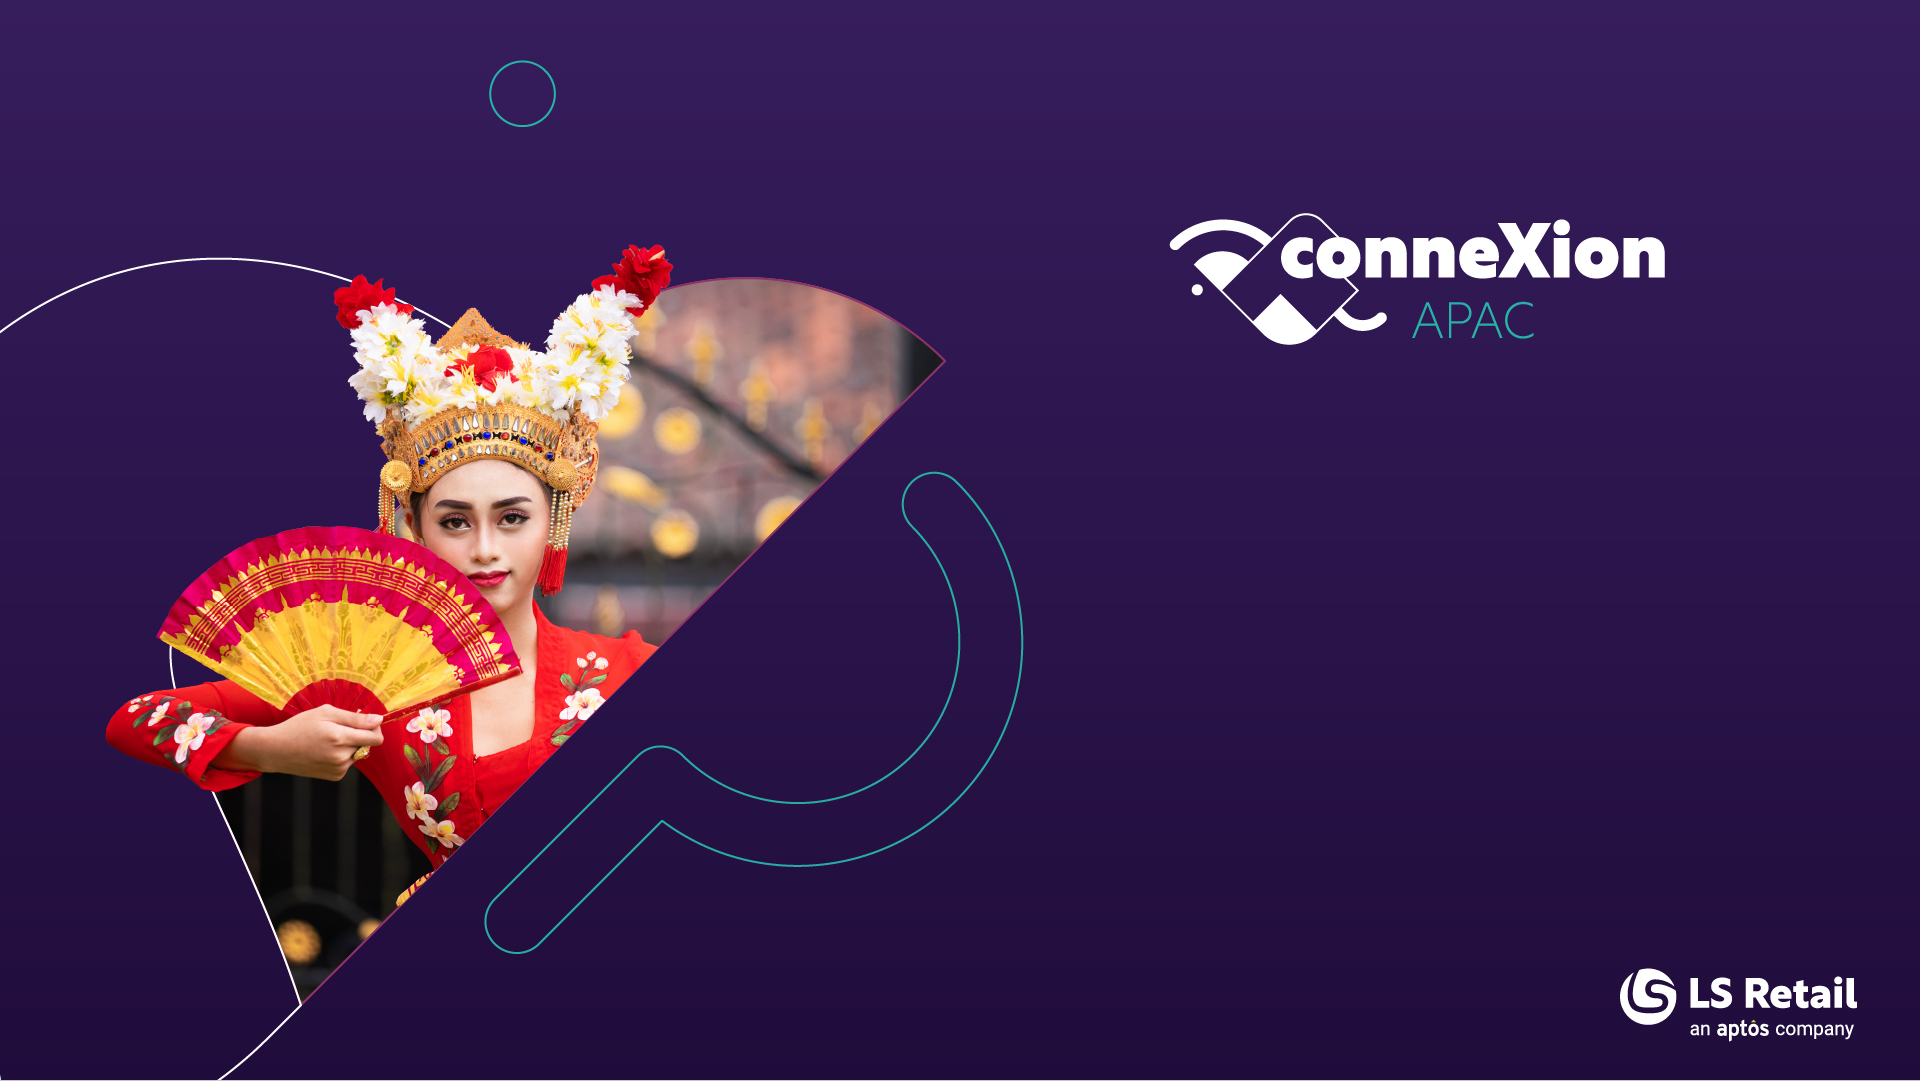 conneXion
APAC
LS Retail
an aptos company